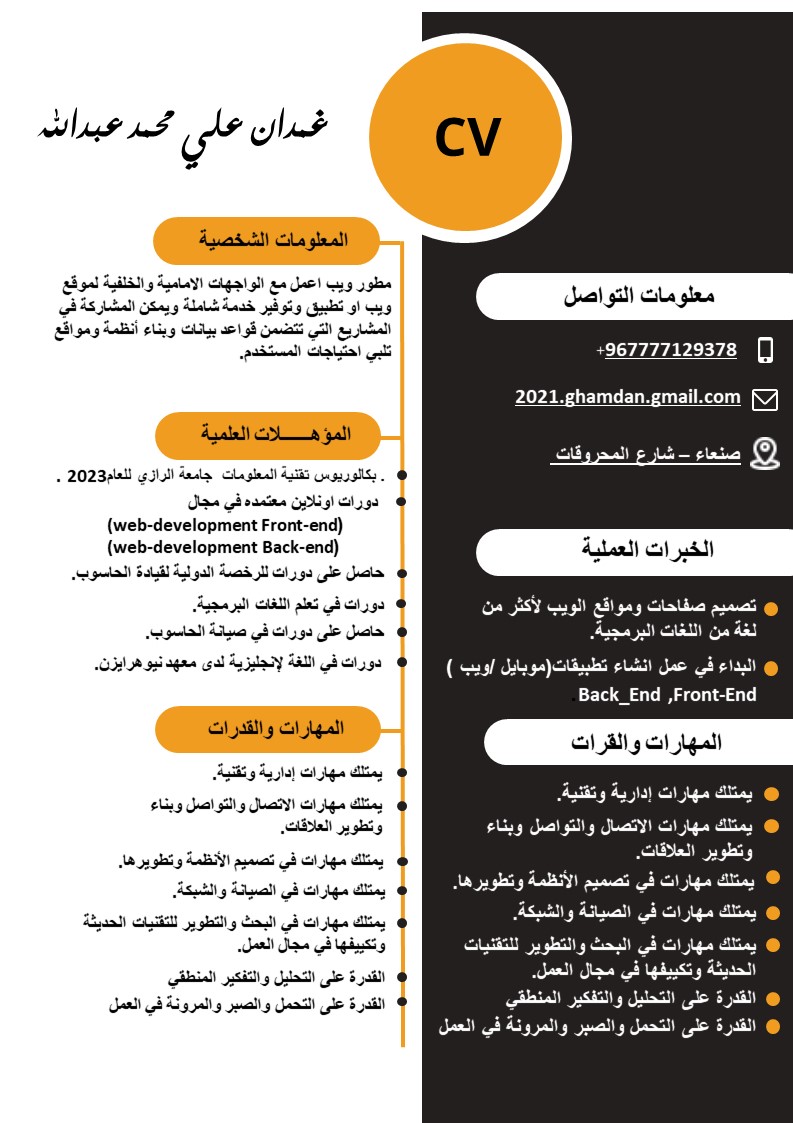 CV
غمدان علي محمد عبدالله
معلومات التواصل
+967777129378
2021.ghamdan.gmail.com
صنعاء – شارع المحروقات
الخبرات العملية
تصميم صفاحات ومواقع الويب لأكثر من
لغة من اللغات البرمجية.
البداء في عمل انشاء تطبيقات(موبايل /ويب )
Back_End ,Front-End.
المهارات والقرات
يمتلك مهارات إدارية وتقنية.
يمتلك مهارات الاتصال والتواصل وبناء
وتطوير العلاقات.
يمتلك مهارات في تصميم الأنظمة وتطويرها.
يمتلك مهارات في الصيانة والشبكة.
يمتلك مهارات في البحث والتطوير للتقنيات
الحديثة وتكييفها في مجال العمل.
القدرة على التحليل والتفكير المنطقي
القدرة على التحمل والصبر والمرونة في العمل
المعلومات الشخصية
مطور ويب اعمل مع الواجهات الامامية والخلفية لموقع
ويب او تطبيق وتوفير خدمة شاملة ويمكن المشاركة في
المشاريع التي تتضمن قواعد بيانات وبناء أنظمة ومواقع
تلبي احتياجات المستخدم.
المؤهـــــــلات العلمية
. بكالوريوس تقنية المعلومات جامعة الرازي للعام2023 .
دورات اونلاين معتمده في مجال
(web-development Front-end)
(web-development Back-end)
حاصل على دورات للرخصة الدولية لقيادة الحاسوب.
دورات في تعلم اللغات البرمجية.
حاصل على دورات في صيانة الحاسوب.
دورات في اللغة لإنجليزية لدى معهد نيوهرايزن.
المهارات والقدرات
يمتلك مهارات إدارية وتقنية.
يمتلك مهارات الاتصال والتواصل وبناء
وتطوير العلاقات.
يمتلك مهارات في تصميم الأنظمة وتطويرها.
يمتلك مهارات في الصيانة والشبكة.
يمتلك مهارات في البحث والتطوير للتقنيات الحديثة
وتكييفها في مجال العمل.
القدرة على التحليل والتفكير المنطقي
القدرة على التحمل والصبر والمرونة في العمل